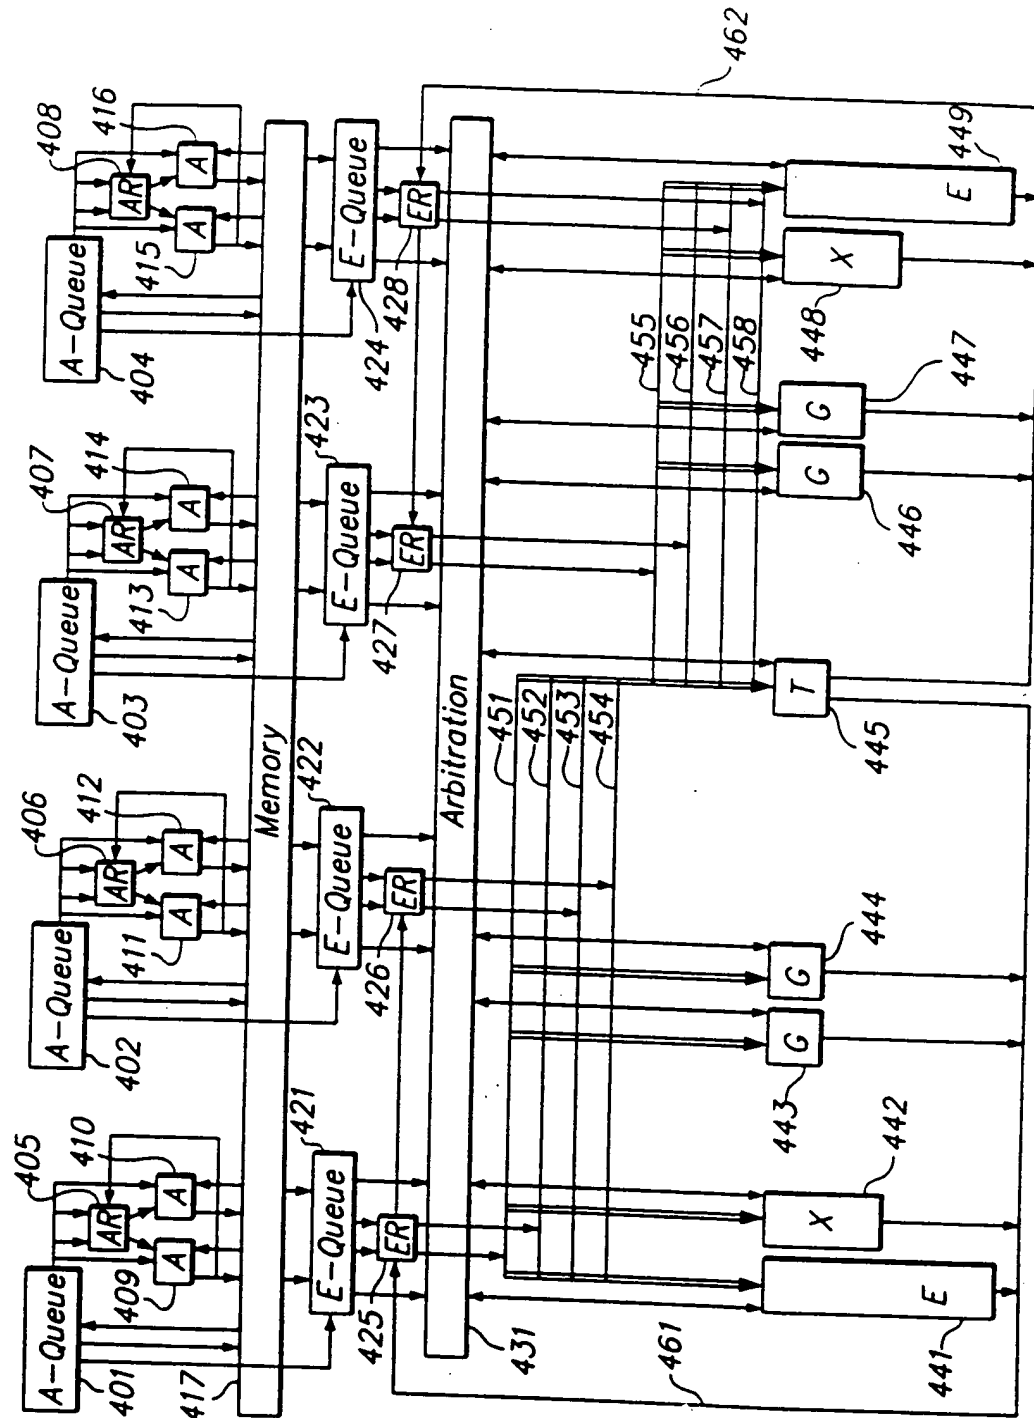 A-Queue
401
405
AR
410
A
409
A
A-Queue
402
406
AR
412
A
411
A
A-Queue
403
407
AR
414
A
413
A
A-Queue
404
408
AR
416
A
415
A
417
Memory
421
E-Queue
425
ER
422
E-Queue
426
ER
423
E-Queue
427
ER
424
E-Queue
428
ER
431
Arbitration
451
452
453
454
455
456
457
458
461
462
E
441
X
442
G
443
G
444
T
445
G
446
G
447
X
448
E
449